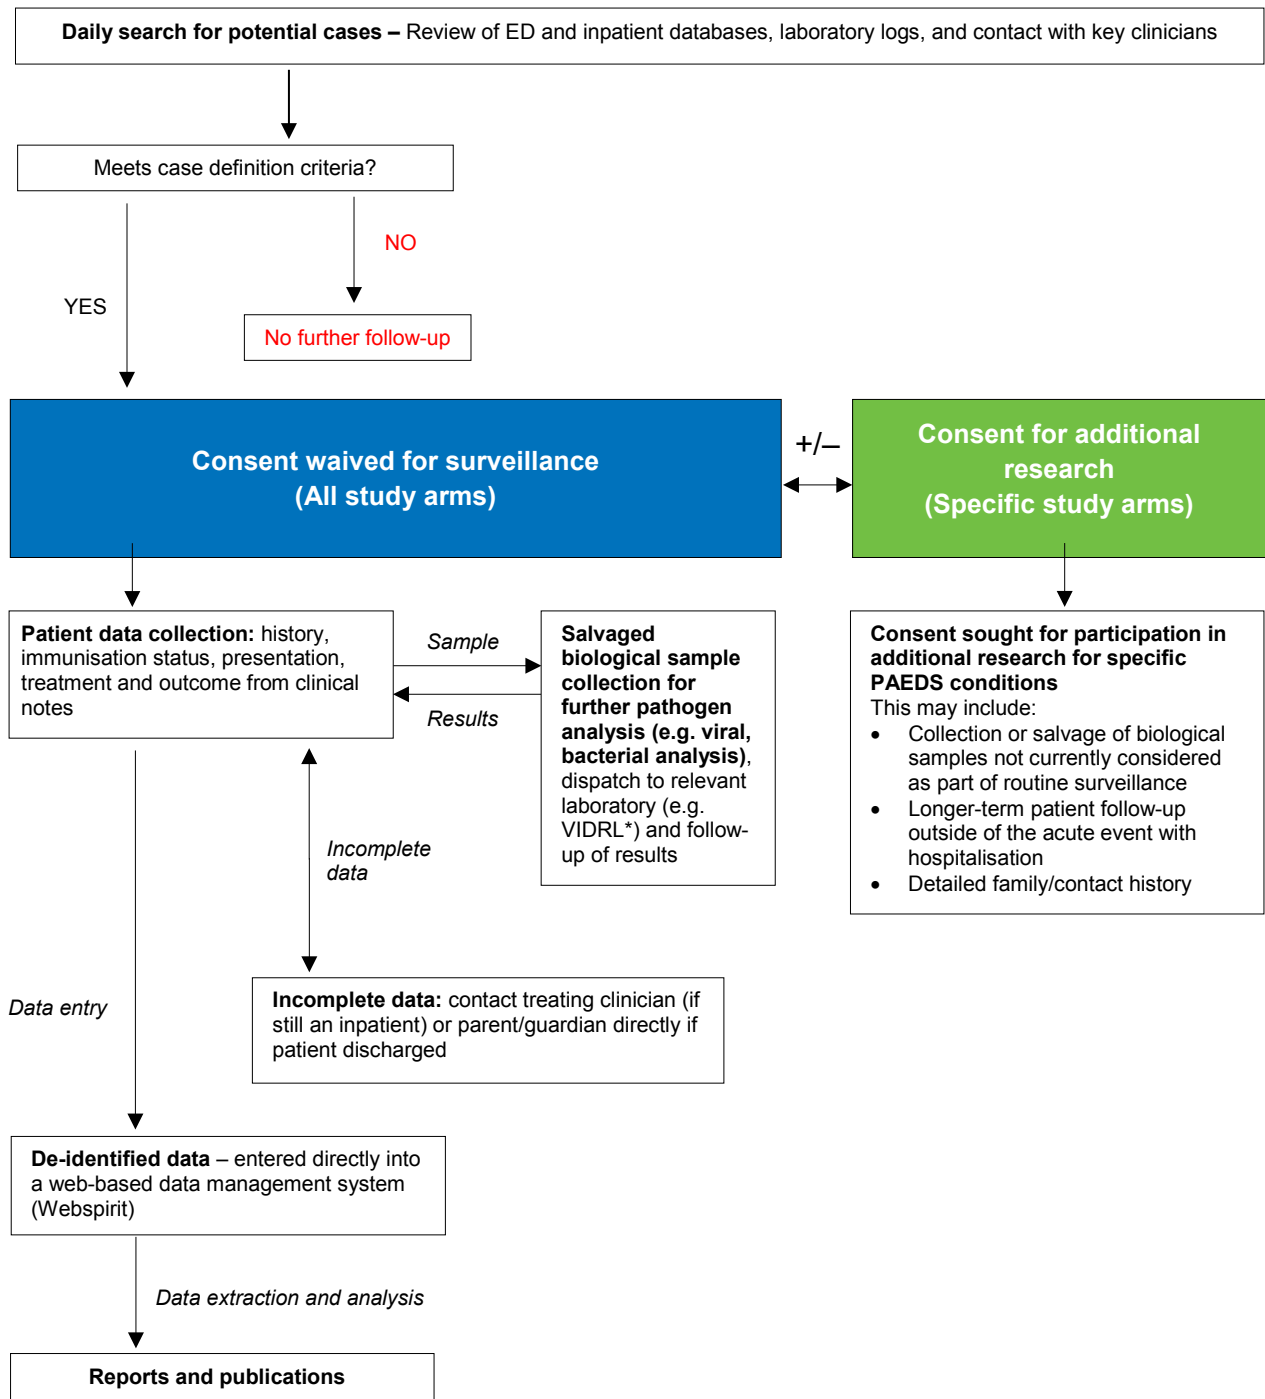 Daily search for potential cases – Review of ED and inpatient databases, laboratory logs, and contact with key clinicians
Meets case definition criteria?
NO
YES
No further follow-up
Consent waived for surveillance
(All study arms)
+/–
Consent for additional
research
(Specific study arms)
Patient data collection: history,
immunisation status, presentation,
treatment and outcome from clinical
notes
Sample
Results
Salvaged
biological sample
collection for
further pathogen
analysis (e.g. viral,
bacterial analysis),
dispatch to relevant
laboratory (e.g.
VIDRL*) and follow-
up of results
Consent sought for participation in
additional research for specific
PAEDS conditions
This may include:
• Collection or salvage of biological
samples not currently considered
as part of routine surveillance
• Longer-term patient follow-up
outside of the acute event with
hospitalisation
• Detailed family/contact history
Incomplete
data
Data entry
Incomplete data: contact treating clinician (if
still an inpatient) or parent/guardian directly if
patient discharged
De-identified data – entered directly into
a web-based data management system
(Webspirit)
Data extraction and analysis
Reports and publications